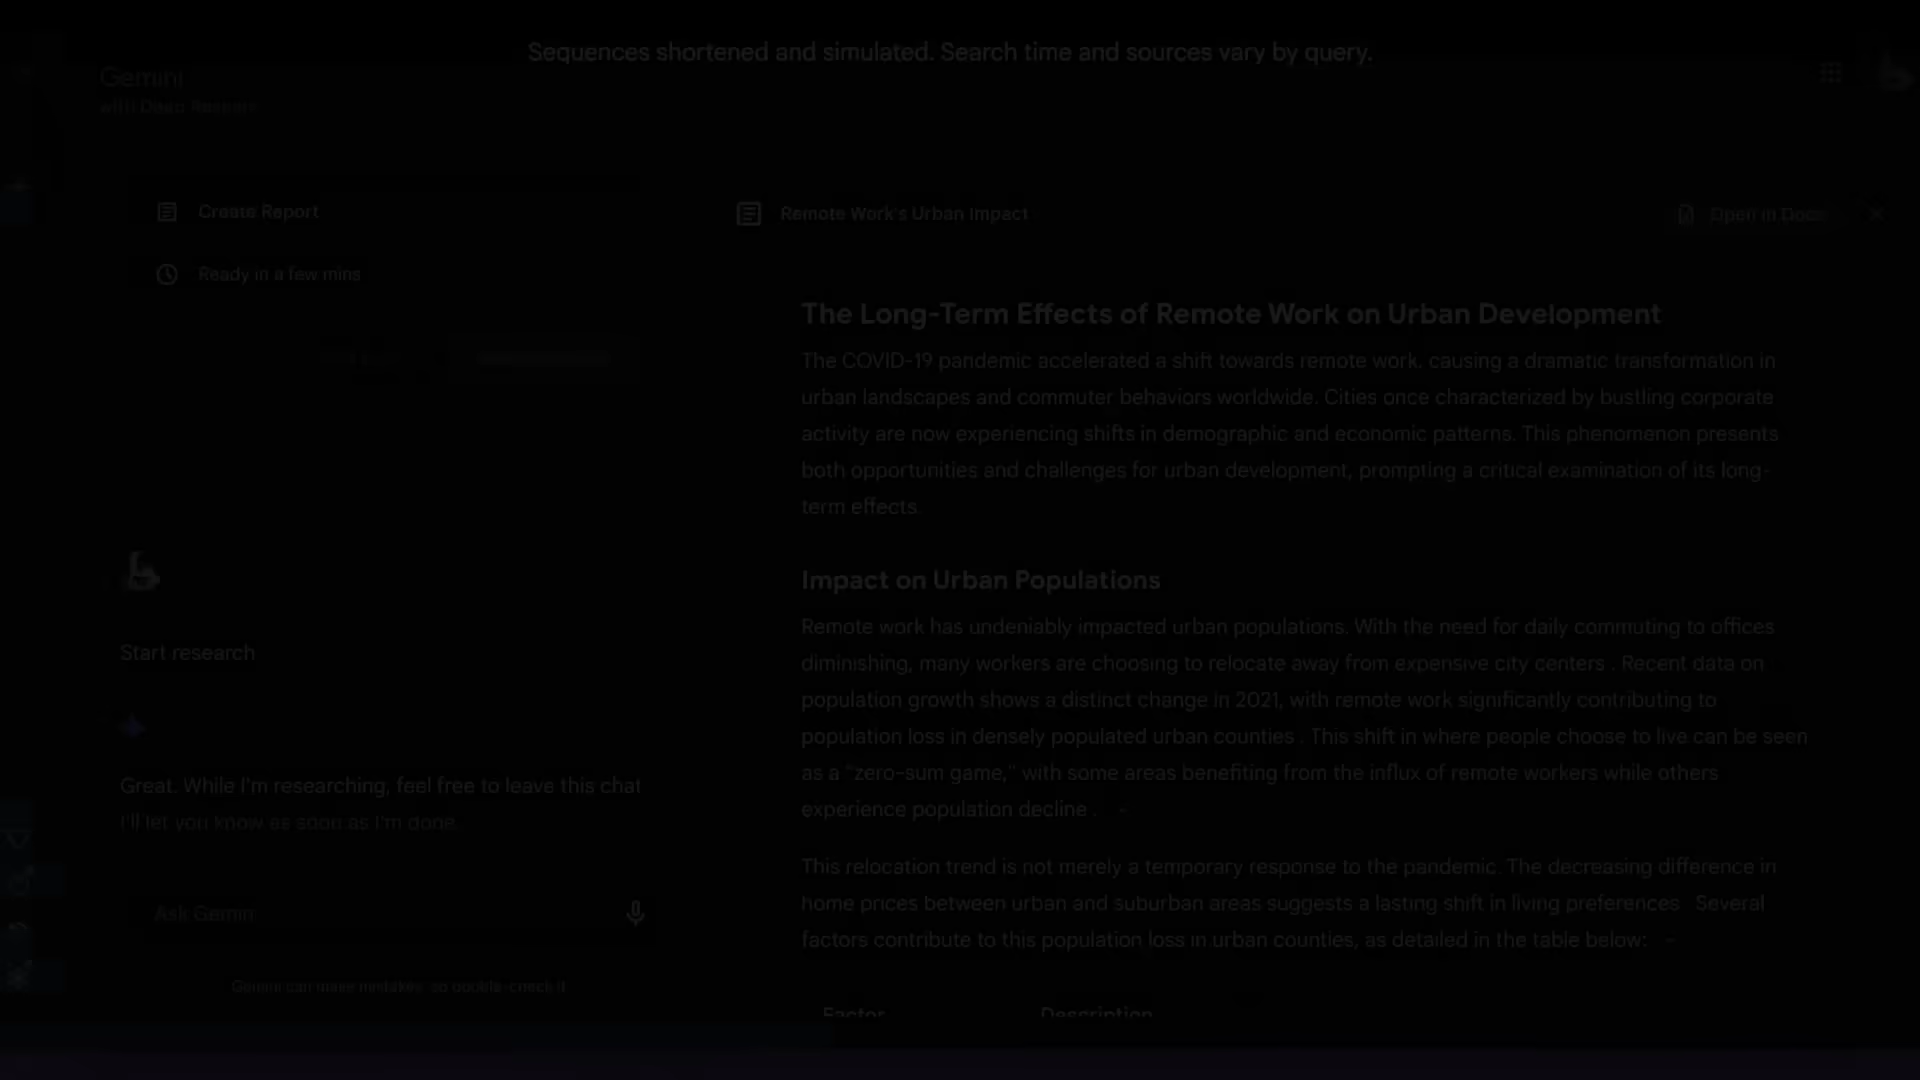 Sequences shortened and simulated. Search time and sources vary by query.
Gemini
with Deep Research
Create Report
Ready in a few mins
Start research
Great. While I'm researching, feel free to leave this chat
I'll let you know as soon as I'm done.
Ask Gemini
Gemini can make mistakes, so double-check it
Remote Work's Urban Impact
Open in Docs
The Long-Term Effects of Remote Work on Urban Development
The COVID-19 pandemic accelerated a shift towards remote work, causing a dramatic transformation in
urban landscapes and commuter behaviors worldwide. Cities once characterized by bustling corporate
activity are now experiencing shifts in demographic and economic patterns. This phenomenon presents
both opportunities and challenges for urban development, prompting a critical examination of its long-
term effects.
Impact on Urban Populations
Remote work has undeniably impacted urban populations. With the need for daily commuting to offices
diminishing, many workers are choosing to relocate away from expensive city centers . Recent data on
population growth shows a distinct change in 2021, with remote work significantly contributing to
population loss in densely populated urban counties . This shift in where people choose to live can be seen
as a "zero-sum game," with some areas benefiting from the influx of remote workers while others
experience population decline .
This relocation trend is not merely a temporary response to the pandemic. The decreasing difference in
home prices between urban and suburban areas suggests a lasting shift in living preferences . Several
factors contribute to this population loss in urban counties, as detailed in the table below:
Factor Description